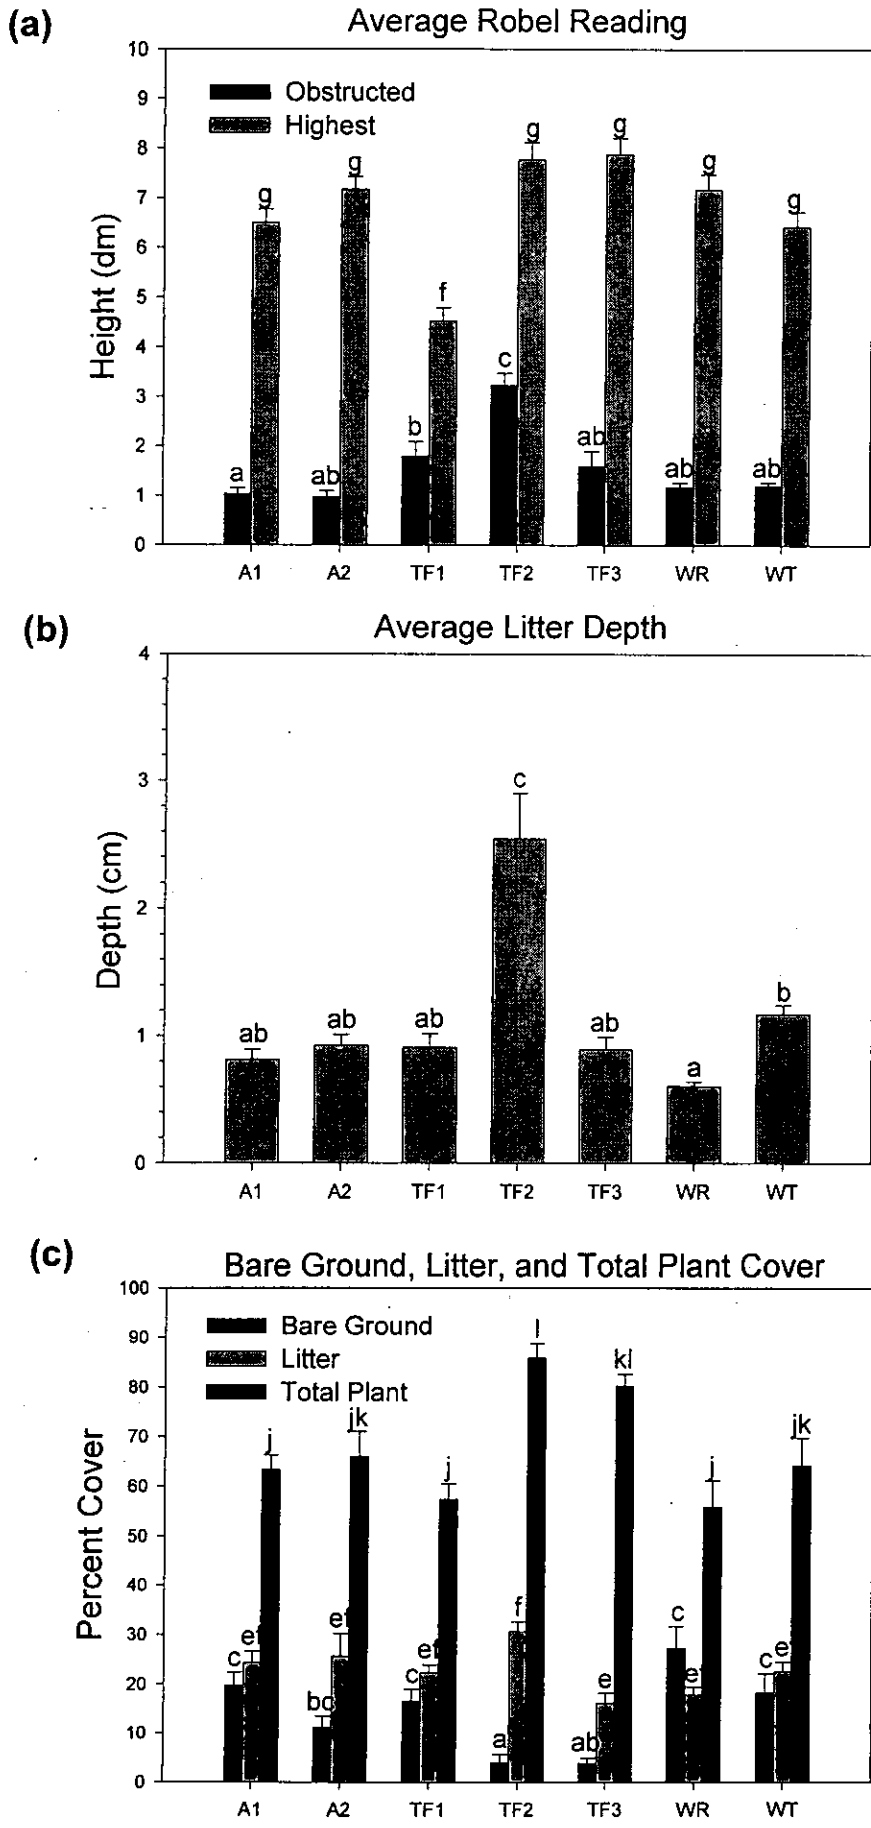 (a)
Average Robel Reading
10
9
8
7
6
5
4
3
2
1
0
Height (dm)
Obstructed
Highest
a g ab g b f c g ab g ab g ab g
A1 A2 TF1 TF2 TF3 WR WT
(b)
Average Litter Depth
4
3
2
1
0
Depth (cm)
ab ab ab c ab a b
A1 A2 TF1 TF2 TF3 WR WT
(c)
Bare Ground, Litter, and Total Plant Cover
100
90
80
70
60
50
40
30
20
10
0
Percent Cover
Bare Ground
Litter
Total Plant
c ef j bc ef jk c ef j a f l ab e kl c e j c ef jk
A1 A2 TF1 TF2 TF3 WR WT